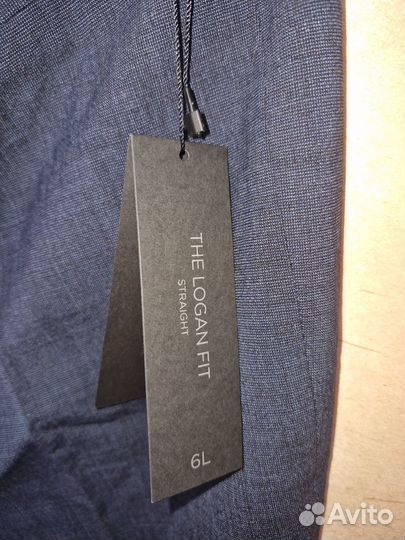 THE LOGAN FIT
STRAIGHT
6L
Avito